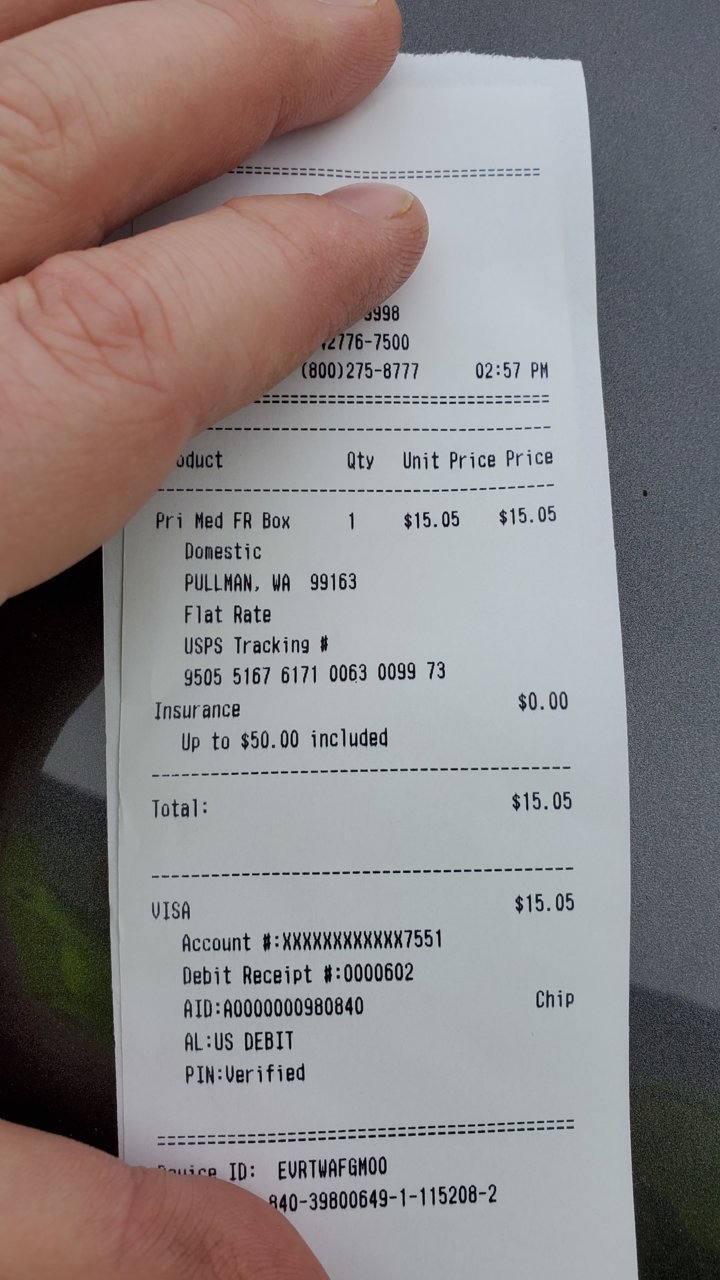 ==========================================
2776-7500
(800)275-8777 02:57 PM
==========================================
------------------------------------------
Qty Unit Price Price
------------------------------------------
Pri Med FR Box 1 $15.05 $15.05
Domestic
PULLMAN, WA 99163
Flat Rate
USPS Tracking #
9505 5167 6171 0063 0099 73
Insurance $0.00
Up to $50.00 included
------------------------------------------
Total: $15.05
------------------------------------------
VISA $15.05
Account #:XXXXXXXXXXXX7551
Debit Receipt #:0000602
AID:A0000000980840 Chip
AL:US DEBIT
PIN:Verified
==========================================
ID: EVRTWAFGM00
840-39800649-1-115208-2